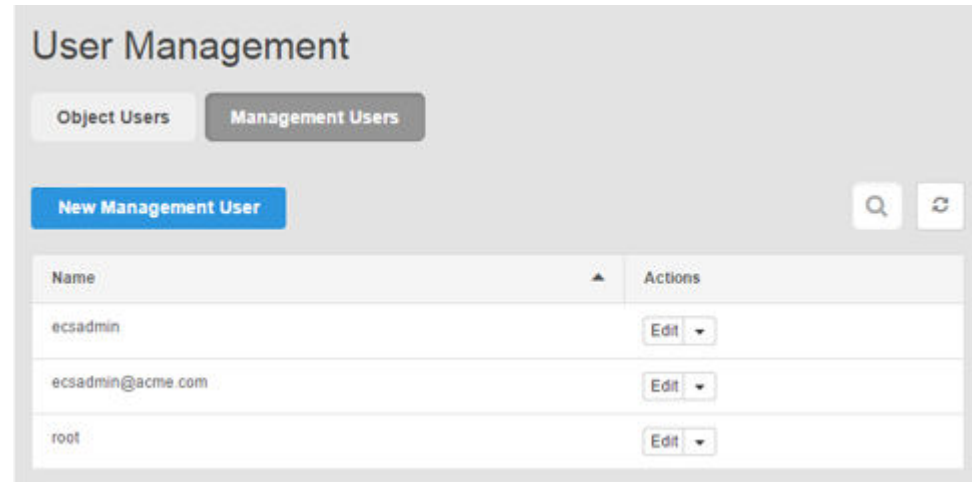 User Management
Object Users Management Users
New Management User
Name Actions
ecsadmin Edit
ecsadmin@acme.com Edit
root Edit